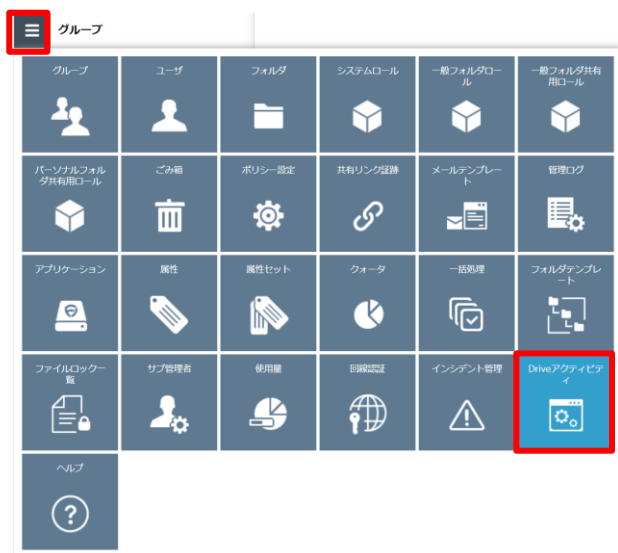 グループ
グループ
ユーザ
フォルダ
システムロール
一般フォルダロー
ル
一般フォルダ共有
用ロール
パーソナルフォル
ダ共有用ロール
ごみ箱
ポリシー設定
共有リンク証跡
メールテンプレー
ト
管理ログ
アプリケーション
属性
属性セット
クォータ
一括処理
フォルダテンプレ
ート
ファイルロック一
覧
サブ管理者
使用量
回線認証
インシデント管理
Driveアクティビテ
ィ
ヘルプ